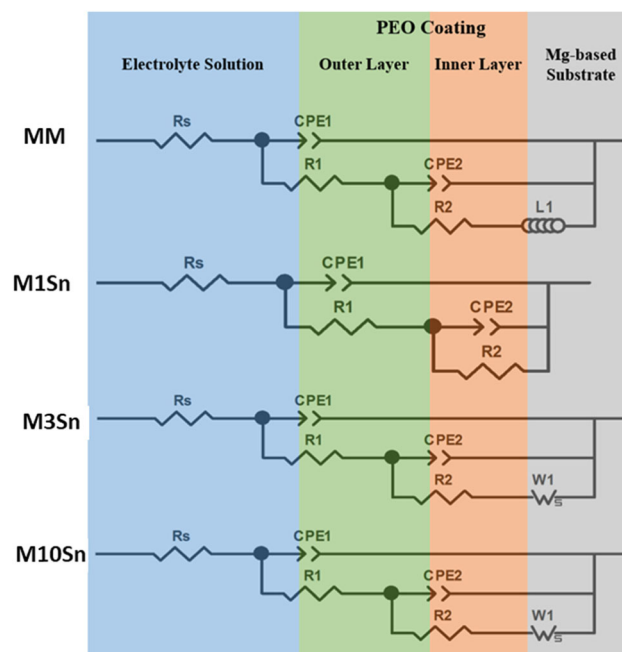 PEO Coating
Electrolyte Solution Outer Layer Inner Layer Mg-based
Substrate
MM
Rs CPE1
R1 CPE2
R2 L1
M1Sn
Rs CPE1
R1 CPE2
R2
M3Sn
Rs CPE1
R1 CPE2
R2 W1
s
M10Sn
Rs CPE1
R1 CPE2
R2 W1
s